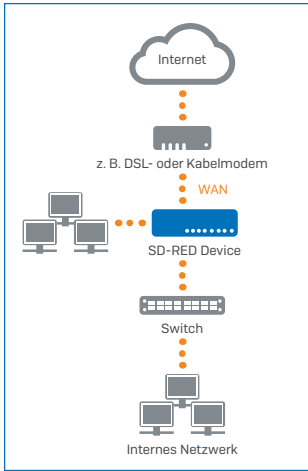 Internet
z. B. DSL- oder Kabelmodem
WAN
SD-RED Device
Switch
Internes Netzwerk